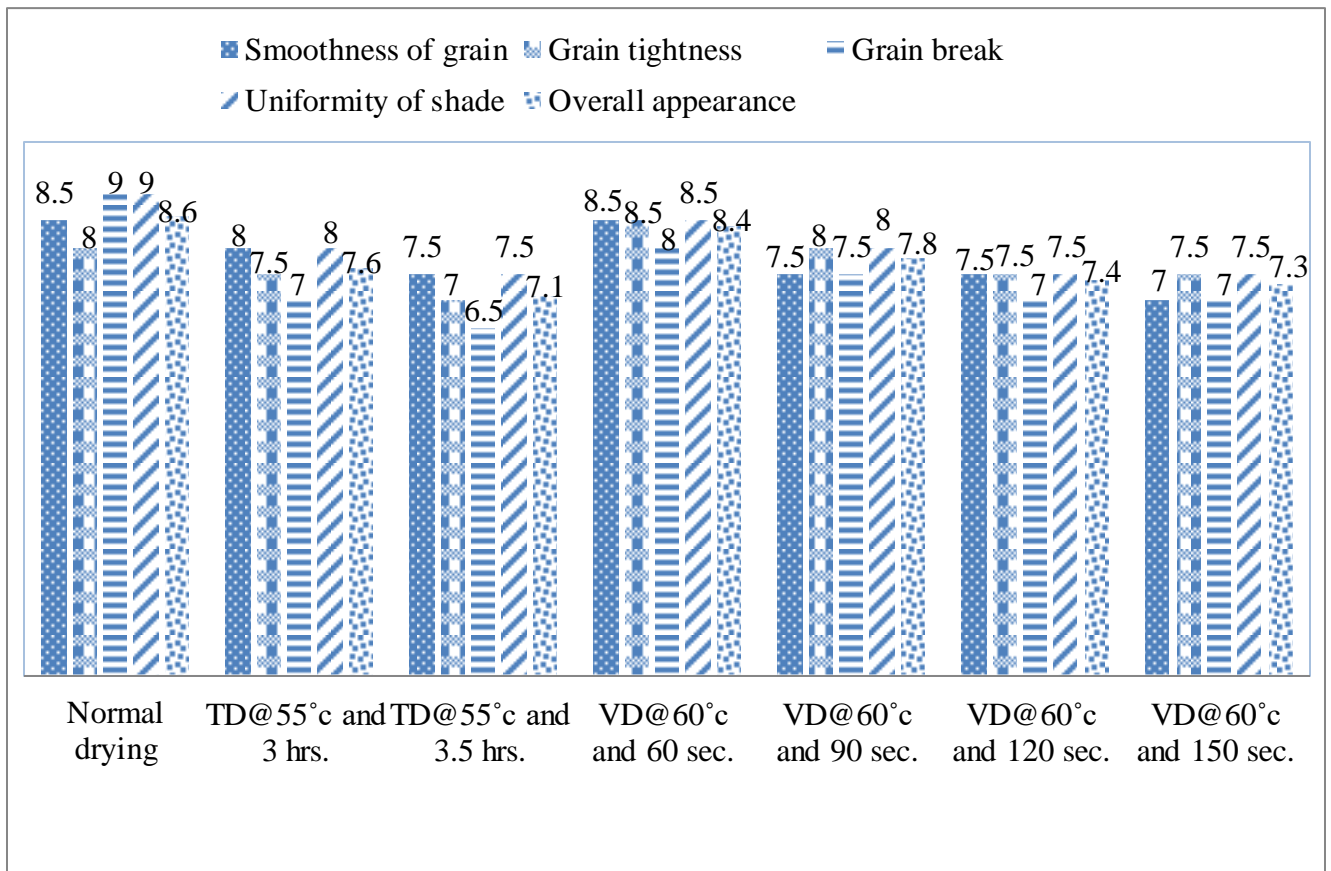 Smoothness of grain Grain tightness Grain break
Uniformity of shade Overall appearance
8.5 8 9 9 8.6 8 7.5 7 8 7.6 7.5 7 6.5 7.5 7.1 8.5 8.5 8 8.5 8.4 7.5 8 7.5 8 7.8 7.5 7.5 7 7.5 7.4 7 7.5 7 7.5 7.3
Normal drying
TD@55˚c and 3 hrs.
TD@55˚c and 3.5 hrs.
VD@60˚c and 60 sec.
VD@60˚c and 90 sec.
VD@60˚c and 120 sec.
VD@60˚c and 150 sec.